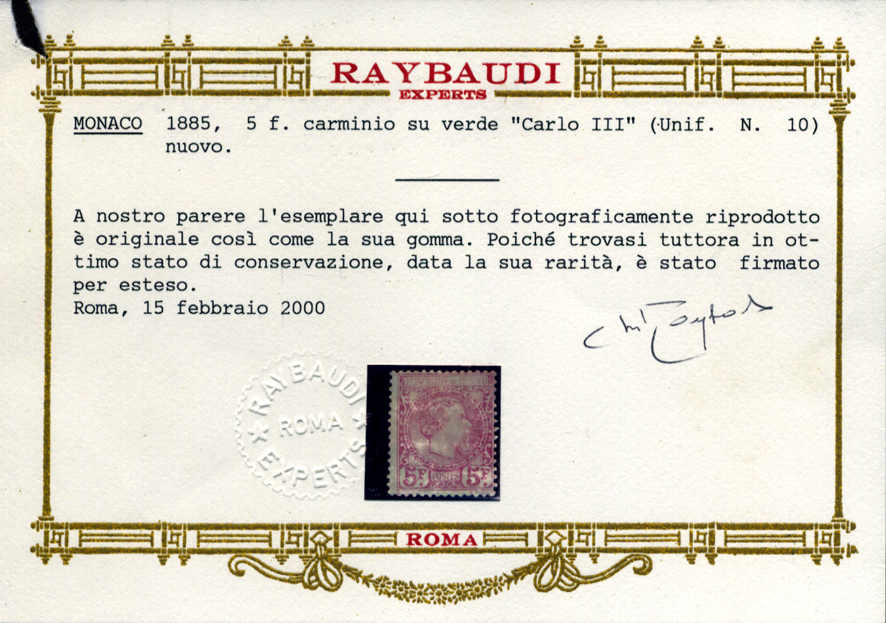 RAYBAUDI
EXPERTS
MONACO 1885, 5 f. carminio su verde "Carlo III" (Unif. N. 10)
nuovo.
A nostro parere l'esemplare qui sotto fotograficamente riprodotto
è originale così come la sua gomma. Poiché trovasi tuttora in ot-
timo stato di conservazione, data la sua rarità, è stato firmato
per esteso.
Roma, 15 febbraio 2000
RAYBAUDI
ROMA
EXPERTS
5F. 5F.
ROMA